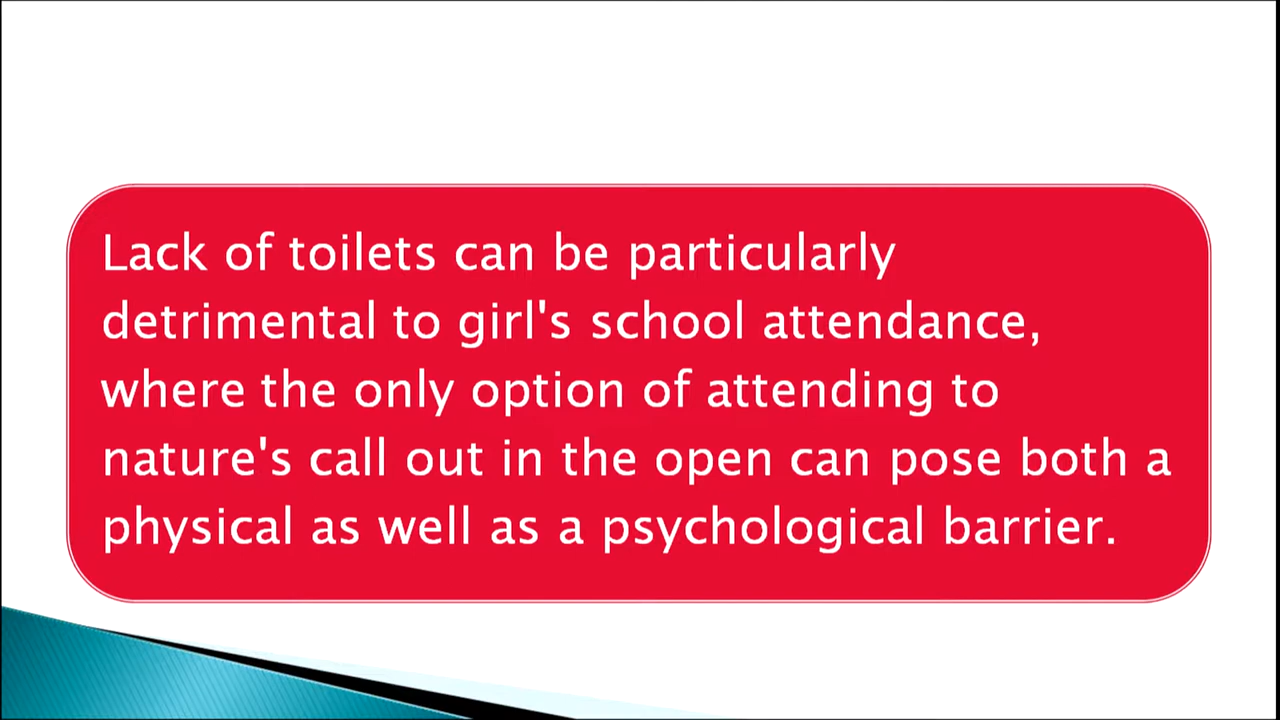 Lack of toilets can be particularly
detrimental to girl's school attendance,
where the only option of attending to
nature's call out in the open can pose both a
physical as well as a psychological barrier.